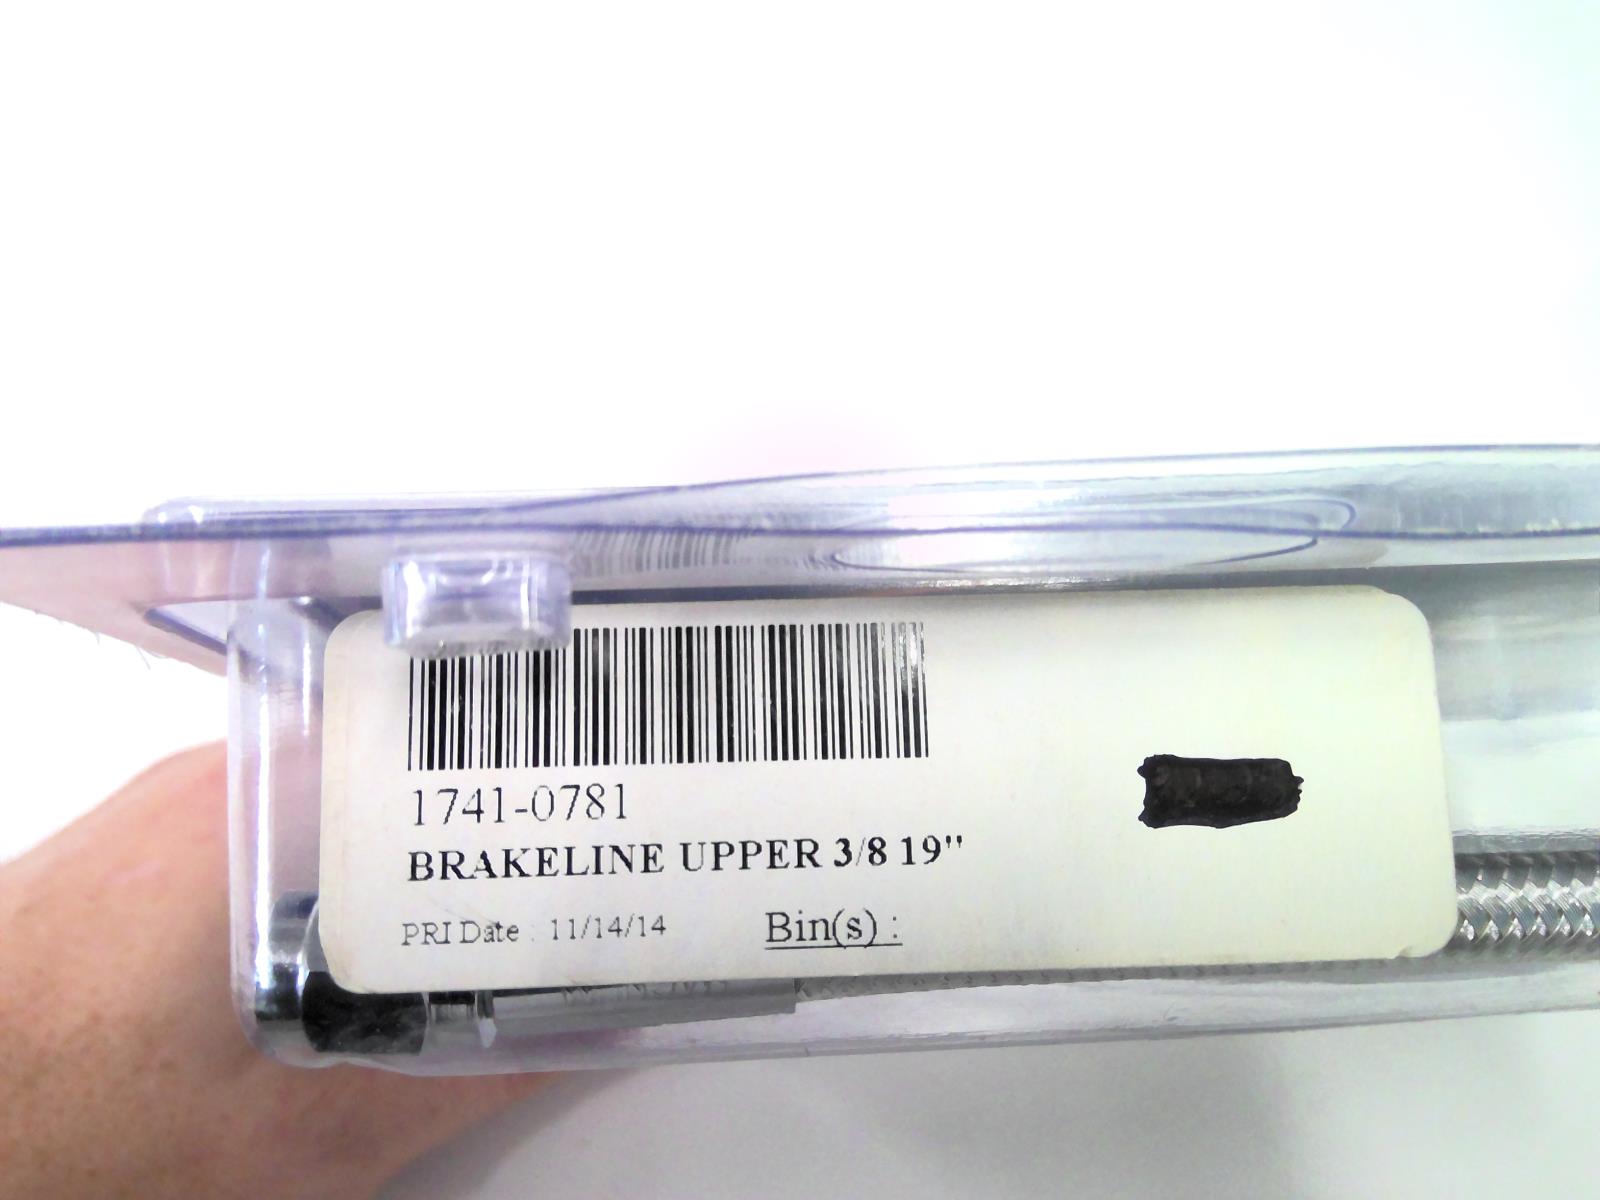 1741-0781
BRAKELINE UPPER 3/8 19"
PRI Date : 11/14/14 Bin(s) :